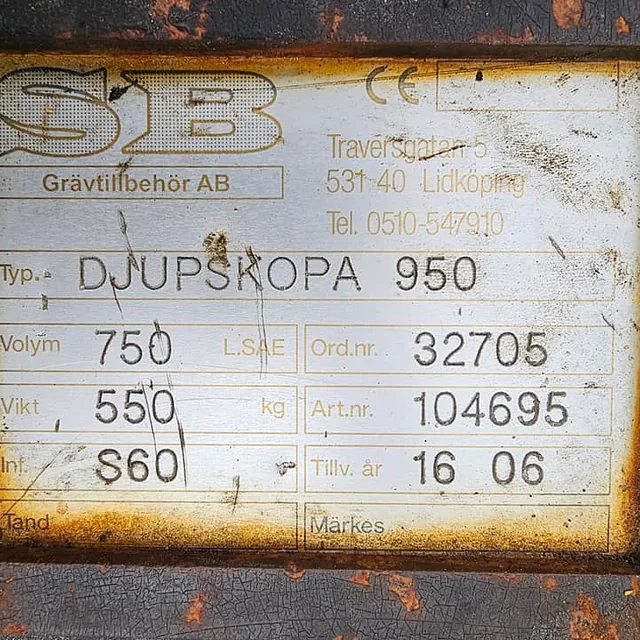 SB
CE
Grävtillbehör AB
Traversgatan 5
531 40 Lidköping
Tel. 0510-547910
Typ. DJUPSKOPA 950
Volym 750 L.SAE
Ord.nr. 32705
Vikt 550 kg
Art.nr. 104695
Inf. S60
Tillv. år 16 06
Tand
Märkes